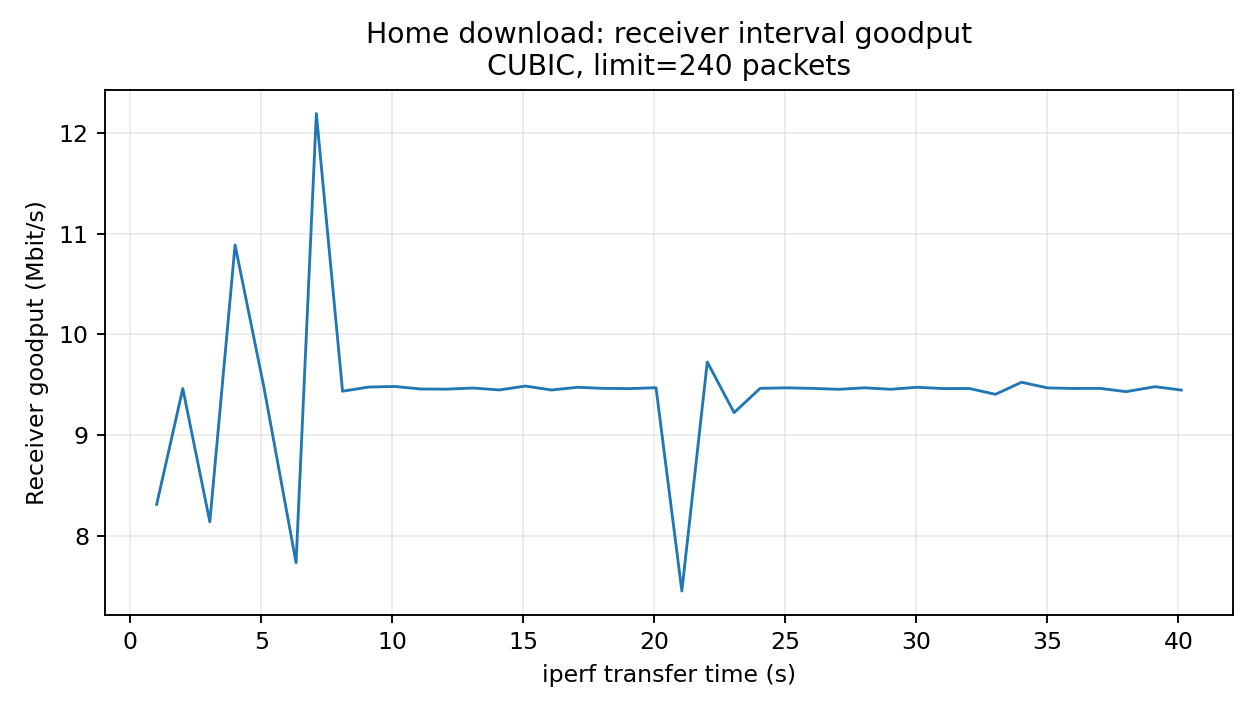 Home download: receiver interval goodput
CUBIC, limit=240 packets
Receiver goodput (Mbit/s)
12
11
10
9
8
0 5 10 15 20 25 30 35 40
iperf transfer time (s)